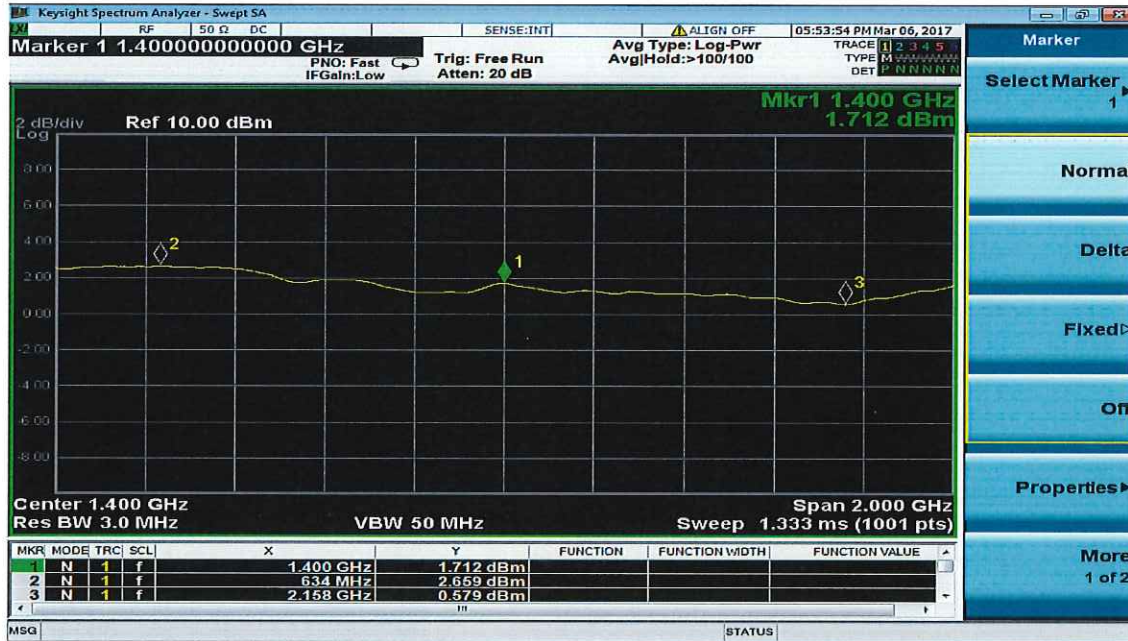 Keysight Spectrum Analyzer - Swept SA
LXI RF 50 Ω DC SENSE:INT ALIGN OFF 05:53:54 PM Mar 06, 2017
Marker 1 1.400000000000 GHz
PNO: Fast
IFGain:Low
Trig: Free Run
Atten: 20 dB
Avg Type: Log-Pwr
Avg|Hold:>100/100
TRACE 1 2 3 4 5 6
TYPE M
DET P N N N N N
Mkr1 1.400 GHz
1.712 dBm
2 dB/div Ref 10.00 dBm
Log
8.00
6.00
4.00
2.00
0.00
-2.00
-4.00
-6.00
-8.00
2
1
3
Center 1.400 GHz Span 2.000 GHz
Res BW 3.0 MHz VBW 50 MHz Sweep 1.333 ms (1001 pts)
MKR MODE TRC SCL X Y FUNCTION FUNCTION WIDTH FUNCTION VALUE
1 N 1 f 1.400 GHz 1.712 dBm
2 N 1 f 634 MHz 2.659 dBm
3 N 1 f 2.158 GHz 0.579 dBm
MSG STATUS
Marker
Select Marker
1
Norma
Delta
Fixed
Off
Properties
More
1 of 2